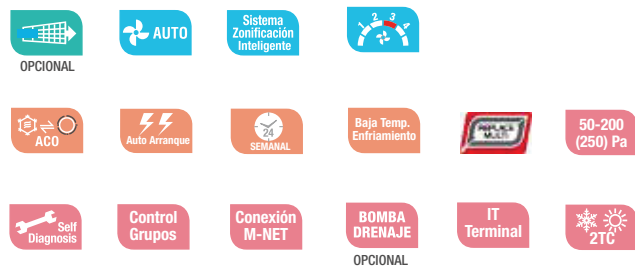 OPCIONAL
AUTO
Sistema
Zonificación
Inteligente
1 2 3 4
ACO
Auto Arranque
24
SEMANAL
Baja Temp.
Enfriamiento
REPLACE
MULTI
50-200
(250) Pa
Self
Diagnosis
Control
Grupos
Conexión
M-NET
BOMBA
DRENAJE
OPCIONAL
IT
Terminal
2TC